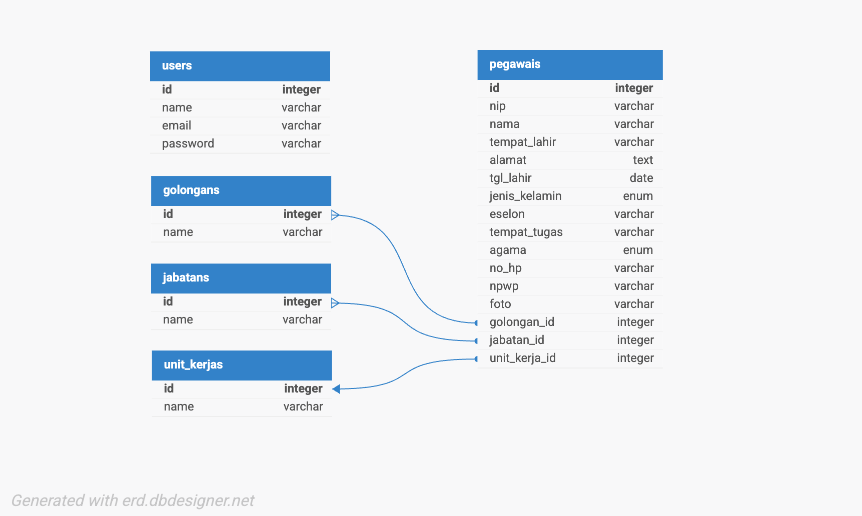 users
id integer
name varchar
email varchar
password varchar
golongans
id integer
name varchar
jabatans
id integer
name varchar
unit_kerjas
id integer
name varchar
pegawais
id integer
nip varchar
nama varchar
tempat_lahir varchar
alamat text
tgl_lahir date
jenis_kelamin enum
eselon varchar
tempat_tugas varchar
agama enum
no_hp varchar
npwp varchar
foto varchar
golongan_id integer
jabatan_id integer
unit_kerja_id integer
Generated with erd.dbdesigner.net